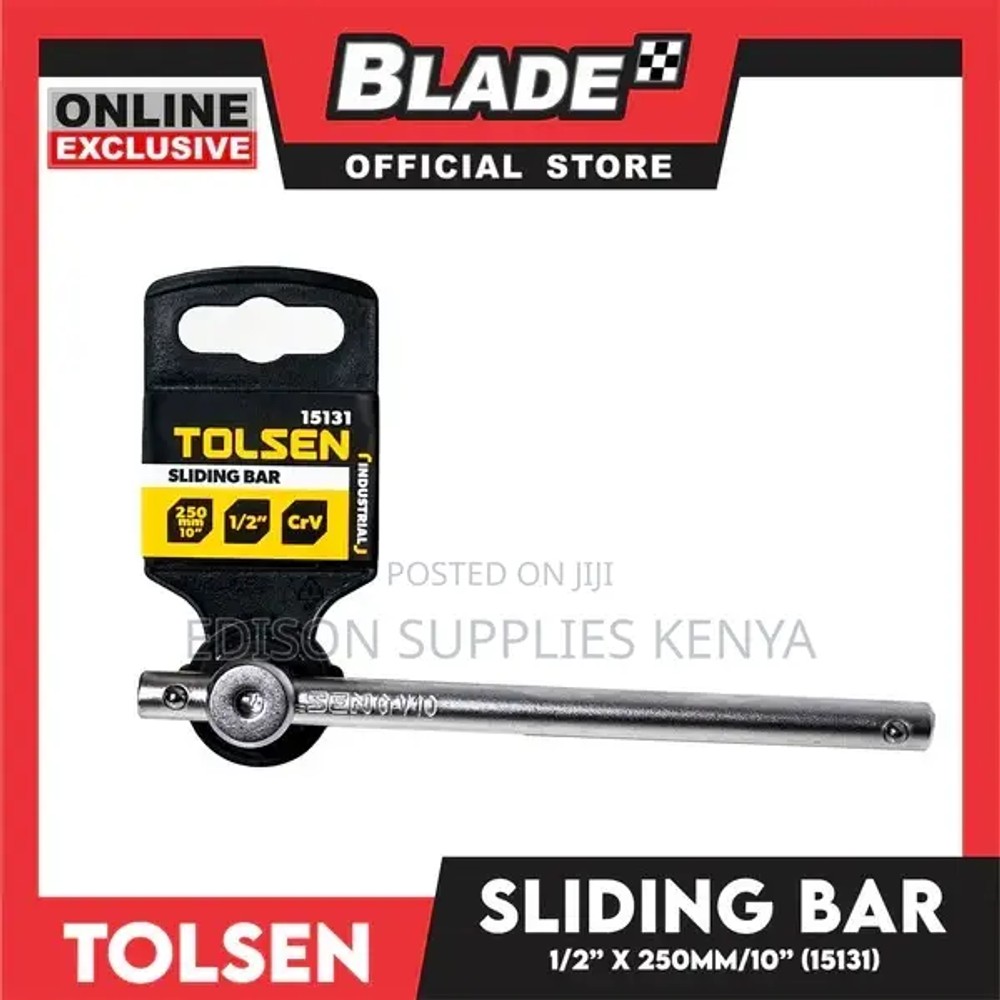 ONLINE
EXCLUSIVE
BLADE
OFFICIAL STORE
15131
TOLSEN
SLIDING BAR
INDUSTRIAL
250
mm
10"
1/2"
CrV
POSTED ON JIJI
EDISON SUPPLIES KENYA
TOLSEN
SLIDING BAR
1/2" X 250MM/10" (15131)